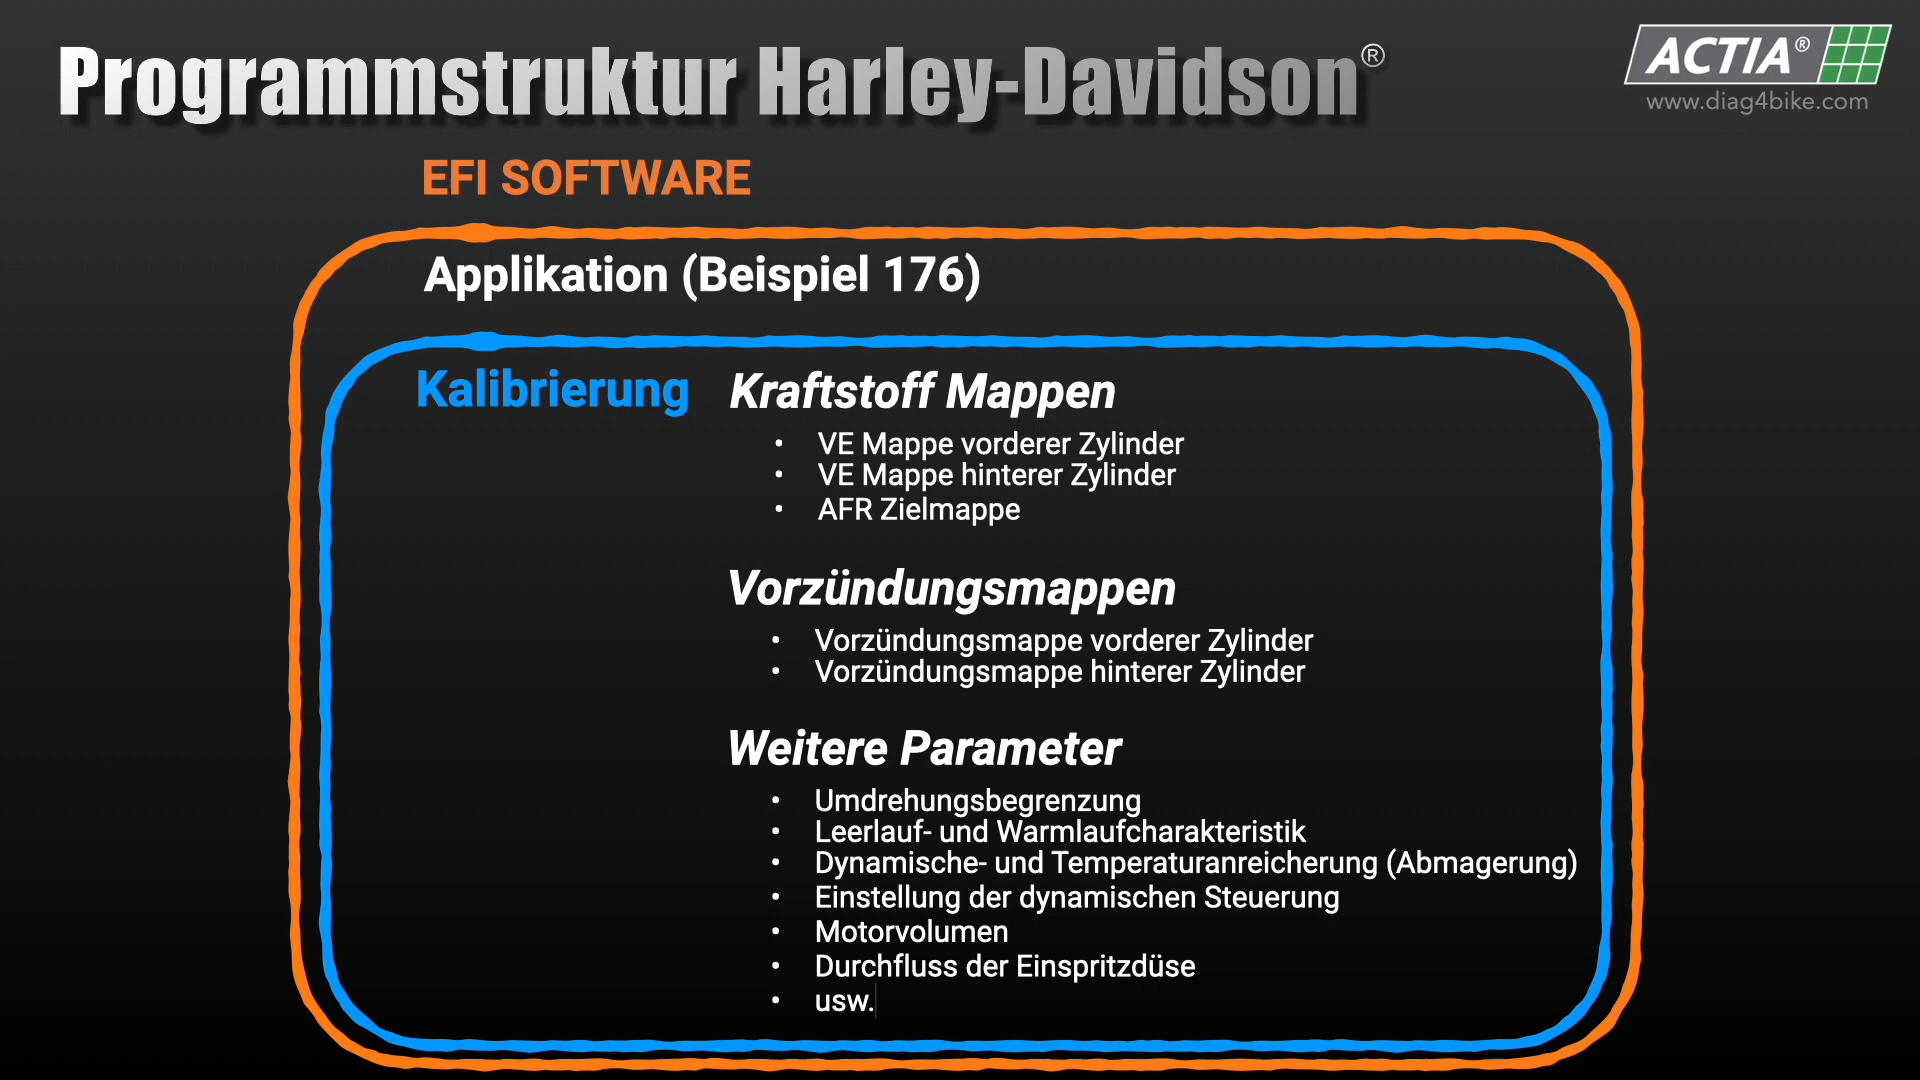 Programmstruktur Harley-Davidson®
ACTIA®
www.diag4bike.com
EFI SOFTWARE
Applikation (Beispiel 176)
Kalibrierung
Kraftstoff Mappen
• VE Mappe vorderer Zylinder
• VE Mappe hinterer Zylinder
• AFR Zielmappe
Vorzündungsmappen
• Vorzündungsmappe vorderer Zylinder
• Vorzündungsmappe hinterer Zylinder
Weitere Parameter
• Umdrehungsbegrenzung
• Leerlauf- und Warmlaufcharakteristik
• Dynamische- und Temperaturanreicherung (Abmagerung)
• Einstellung der dynamischen Steuerung
• Motorvolumen
• Durchfluss der Einspritzdüse
• usw.